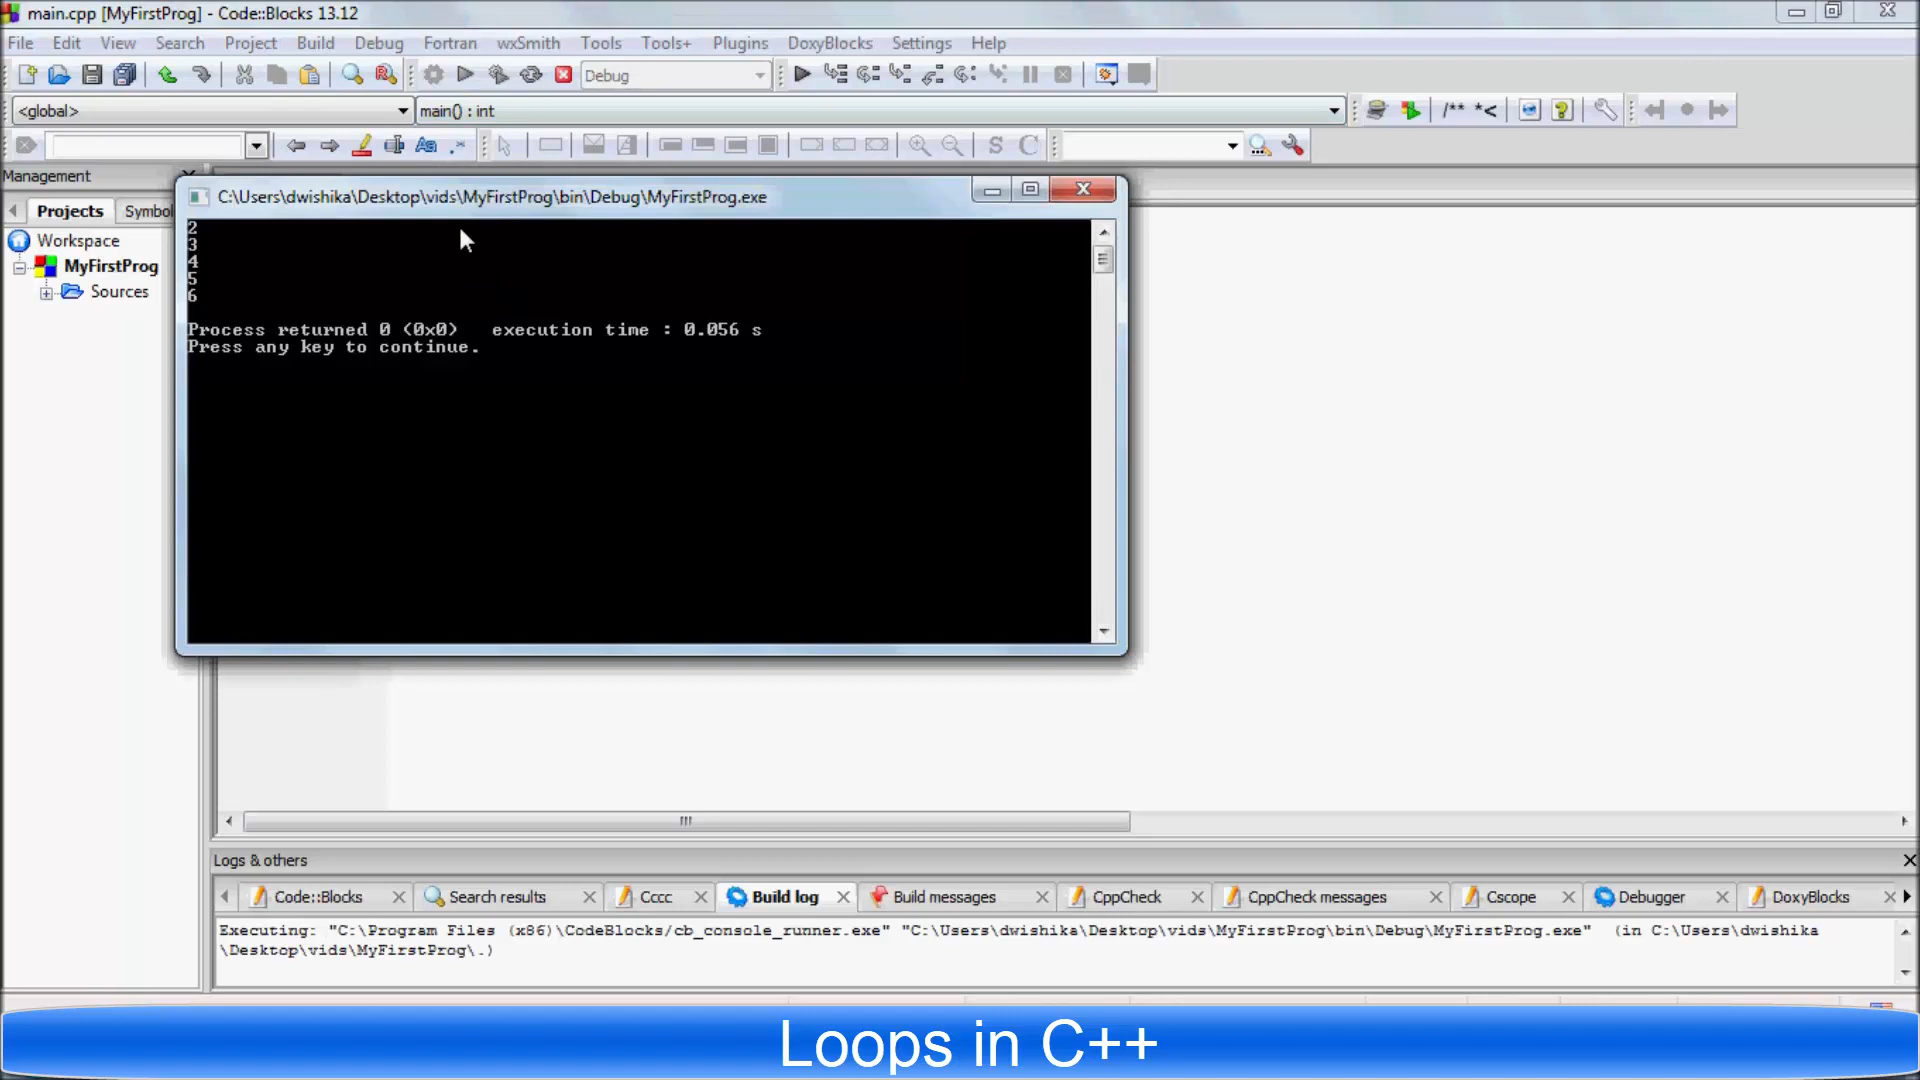 main.cpp [MyFirstProg] - Code::Blocks 13.12
File Edit View Search Project Build Debug Fortran wxSmith Tools Tools+ Plugins DoxyBlocks Settings Help
Debug
<global> main() : int /** *<
Management
Projects Symbol
Workspace
MyFirstProg
Sources
C:\Users\dwishika\Desktop\vids\MyFirstProg\bin\Debug\MyFirstProg.exe
2
3
4
5
6
Process returned 0 (0x0)   execution time : 0.056 s
Press any key to continue.
Logs & others
Code::Blocks Search results Cccc Build log Build messages CppCheck CppCheck messages Cscope Debugger DoxyBlocks
Executing: "C:\Program Files (x86)\CodeBlocks/cb_console_runner.exe" "C:\Users\dwishika\Desktop\vids\MyFirstProg\bin\Debug\MyFirstProg.exe"  (in C:\Users\dwishika
\Desktop\vids\MyFirstProg\.)
Loops in C++